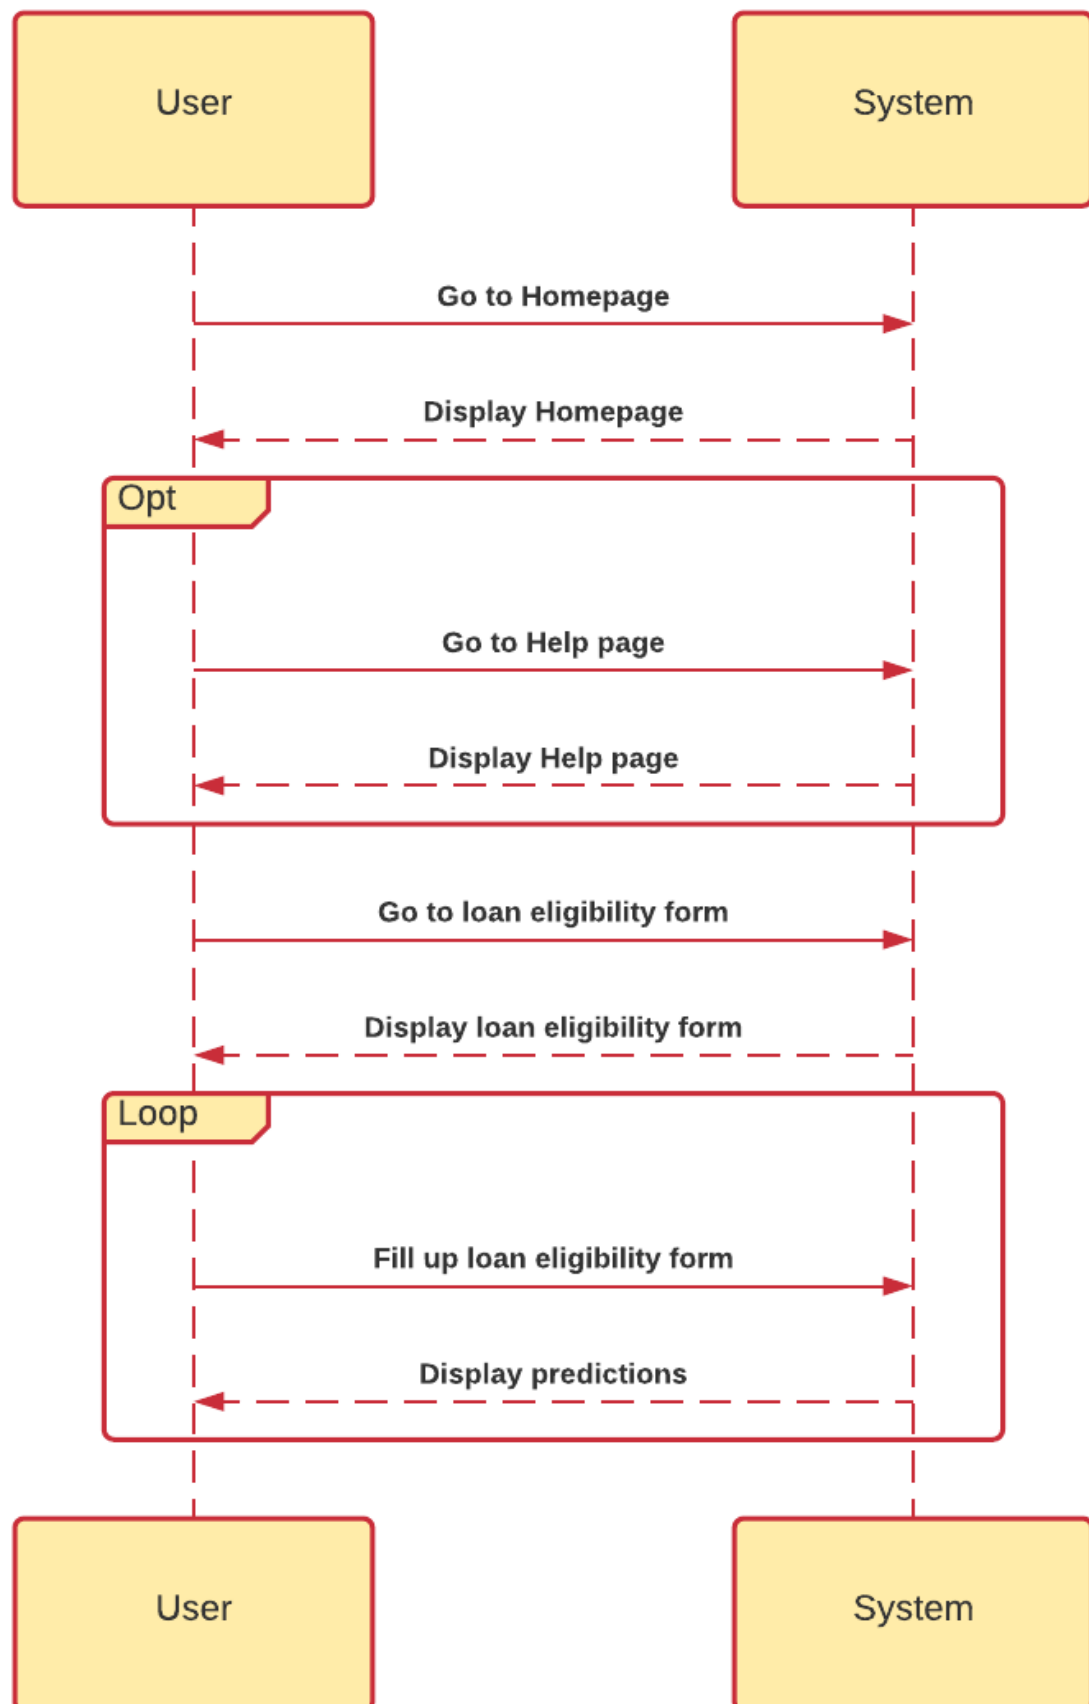 User
System
Go to Homepage
Display Homepage
Opt
Go to Help page
Display Help page
Go to loan eligibility form
Display loan eligibility form
Loop
Fill up loan eligibility form
Display predictions
User
System